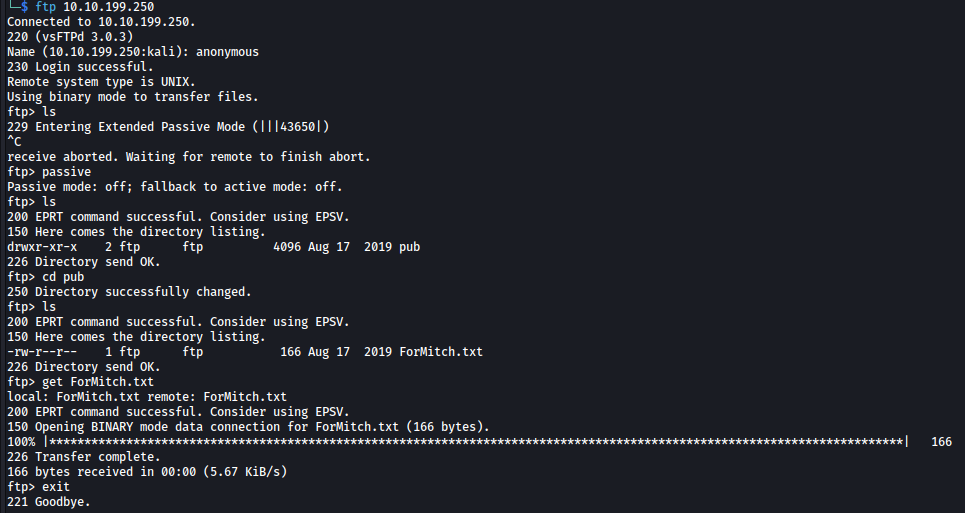 └─$ ftp 10.10.199.250
Connected to 10.10.199.250.
220 (vsFTPd 3.0.3)
Name (10.10.199.250:kali): anonymous
230 Login successful.
Remote system type is UNIX.
Using binary mode to transfer files.
ftp> ls
229 Entering Extended Passive Mode (|||43650|)
^C
receive aborted. Waiting for remote to finish abort.
ftp> passive
Passive mode: off; fallback to active mode: off.
ftp> ls
200 EPRT command successful. Consider using EPSV.
150 Here comes the directory listing.
drwxr-xr-x    2 ftp      ftp          4096 Aug 17  2019 pub
226 Directory send OK.
ftp> cd pub
250 Directory successfully changed.
ftp> ls
200 EPRT command successful. Consider using EPSV.
150 Here comes the directory listing.
-rw-r--r--    1 ftp      ftp           166 Aug 17  2019 ForMitch.txt
226 Directory send OK.
ftp> get ForMitch.txt
local: ForMitch.txt remote: ForMitch.txt
200 EPRT command successful. Consider using EPSV.
150 Opening BINARY mode data connection for ForMitch.txt (166 bytes).
100% |***************************************************************************************************************************|   166
226 Transfer complete.
166 bytes received in 00:00 (5.67 KiB/s)
ftp> exit
221 Goodbye.